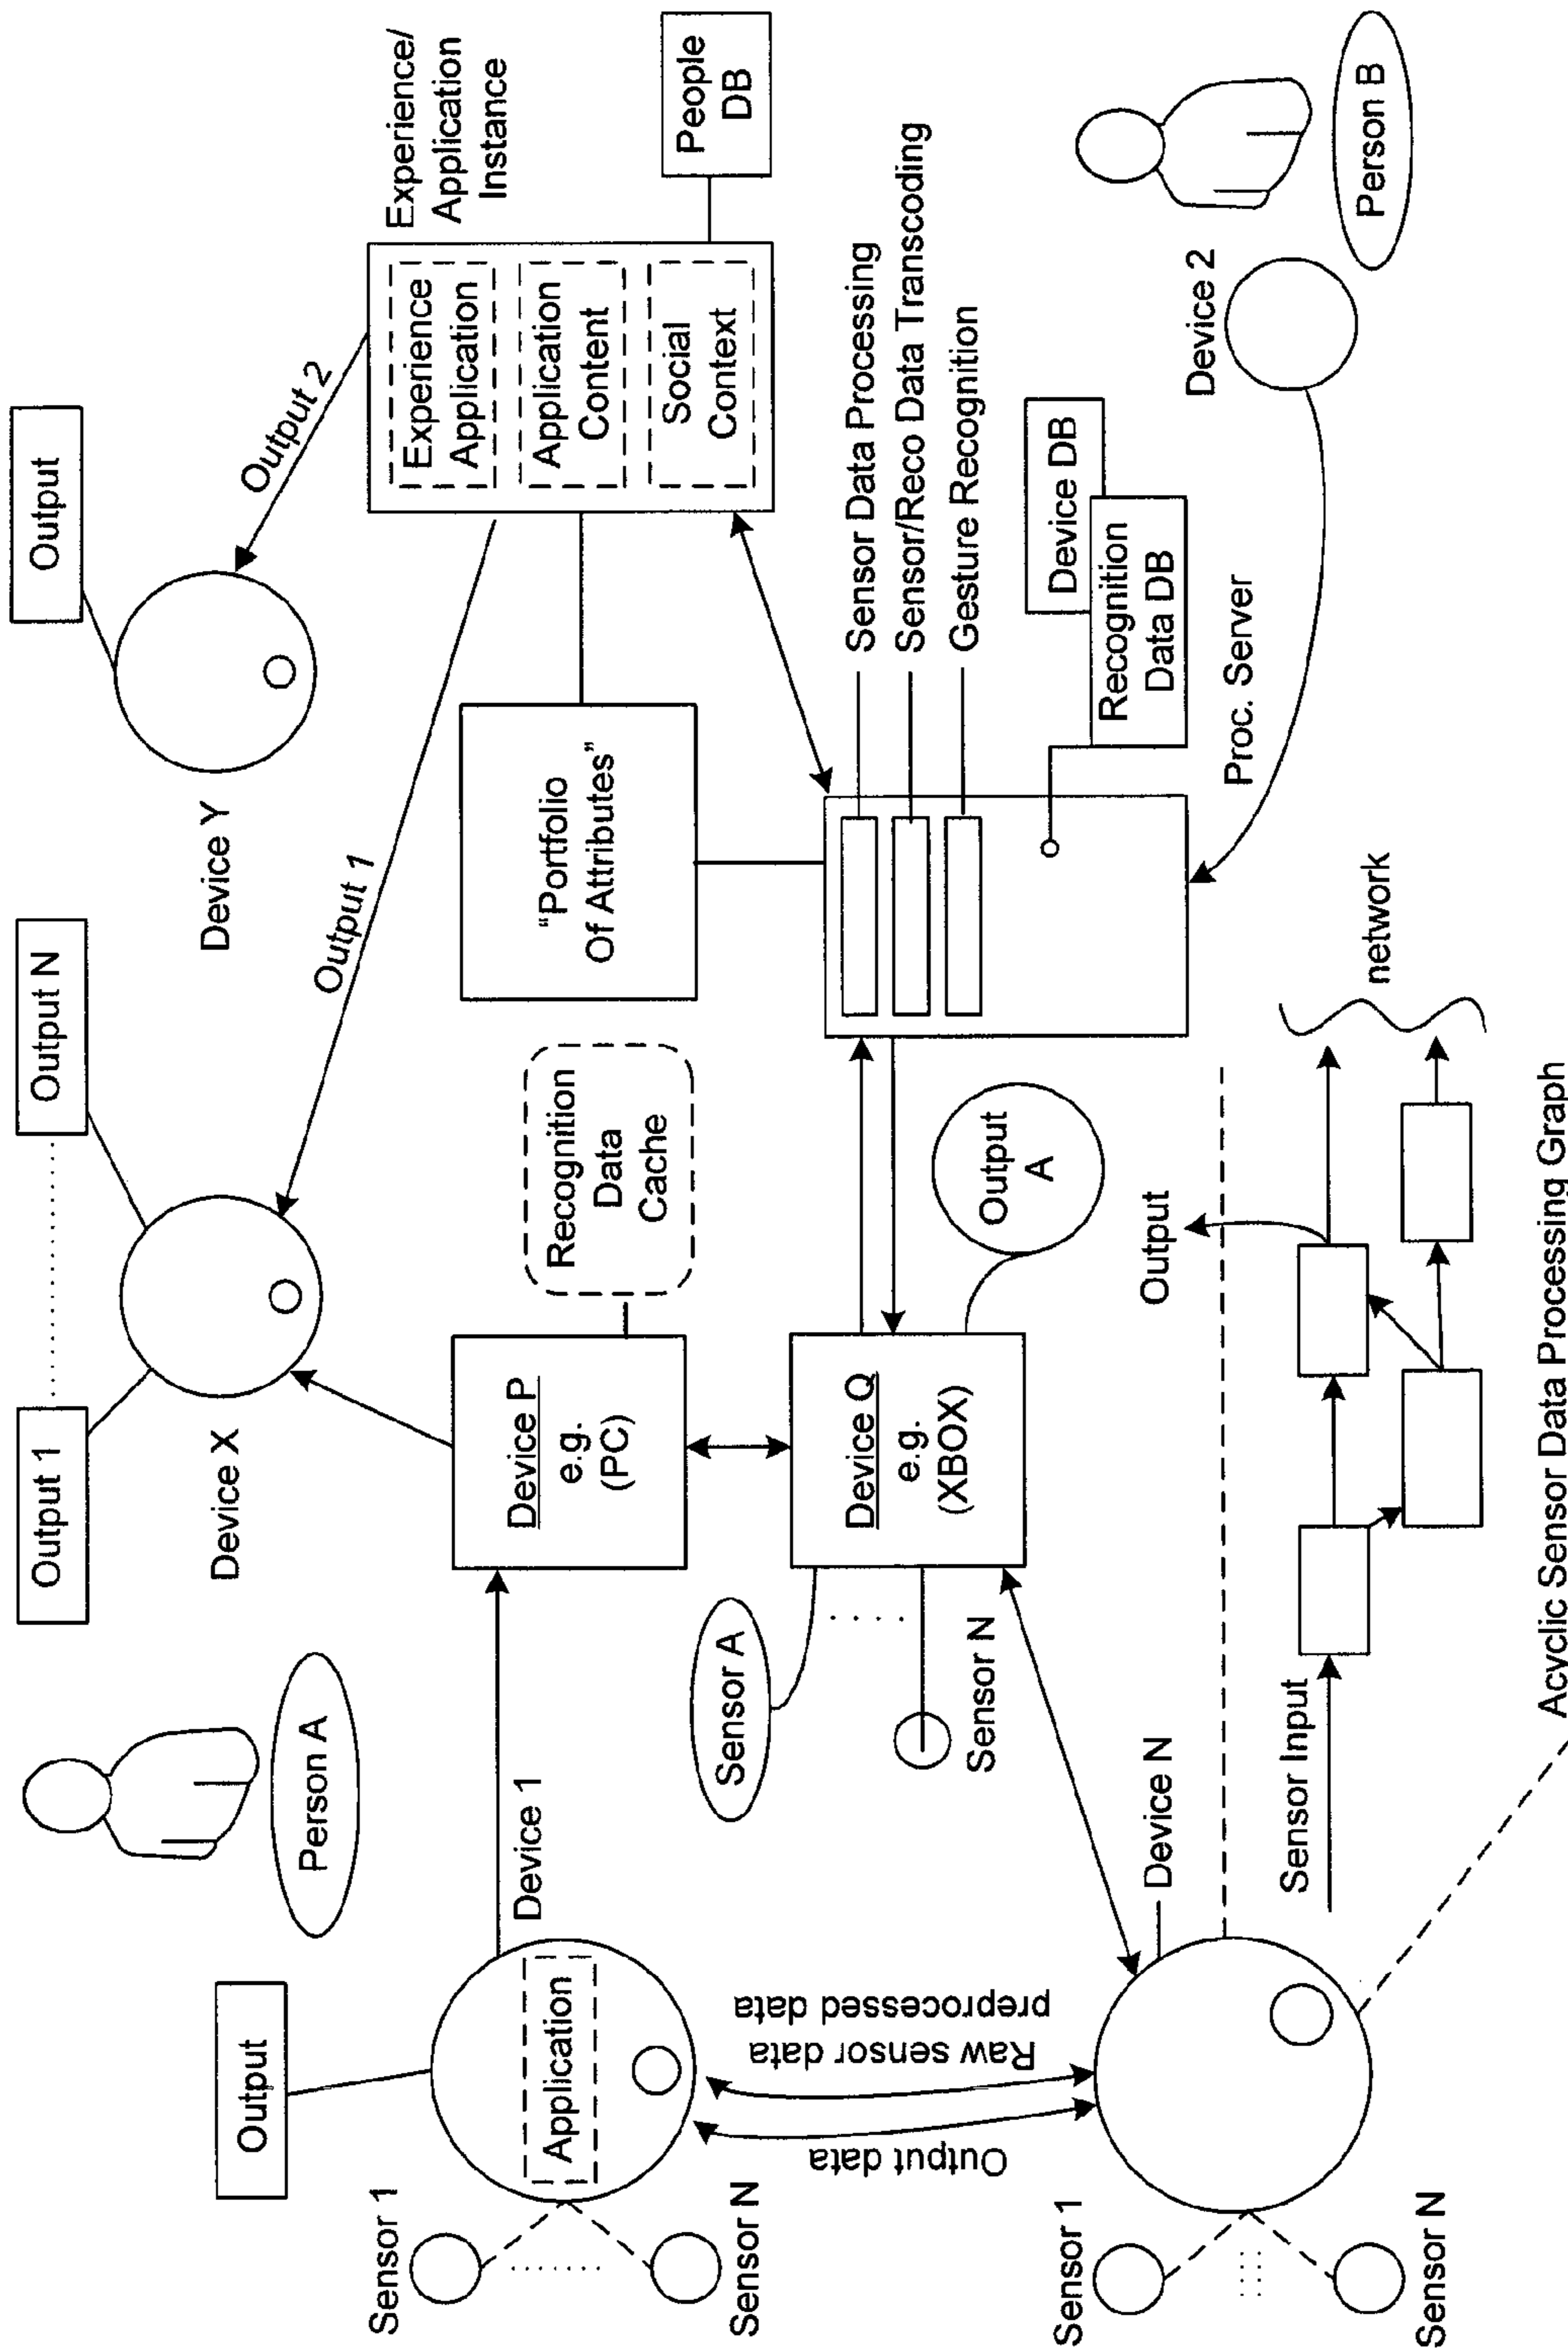 Output 1
Output N
Output
Device X
Device Y
Output 2
Experience/
Application
Instance
Experience
Application
Application
Content
Social
Context
People
DB
Person A
Output
Sensor 1
Application
Sensor N
Device 1
Device P
e.g.
(PC)
Recognition
Data
Cache
Output 1
"Portfolio
Of Attributes"
Output data
Raw sensor data
preprocessed data
Sensor A
Sensor N
Device Q
e.g.
(XBOX)
Output
A
Sensor Data Processing
Sensor/Reco Data Transcoding
Gesture Recognition
Device DB
Recognition
Data DB
Proc. Server
Device 2
Person B
Sensor 1
Sensor N
Device N
Sensor Input
Output
network
Acyclic Sensor Data Processing Graph